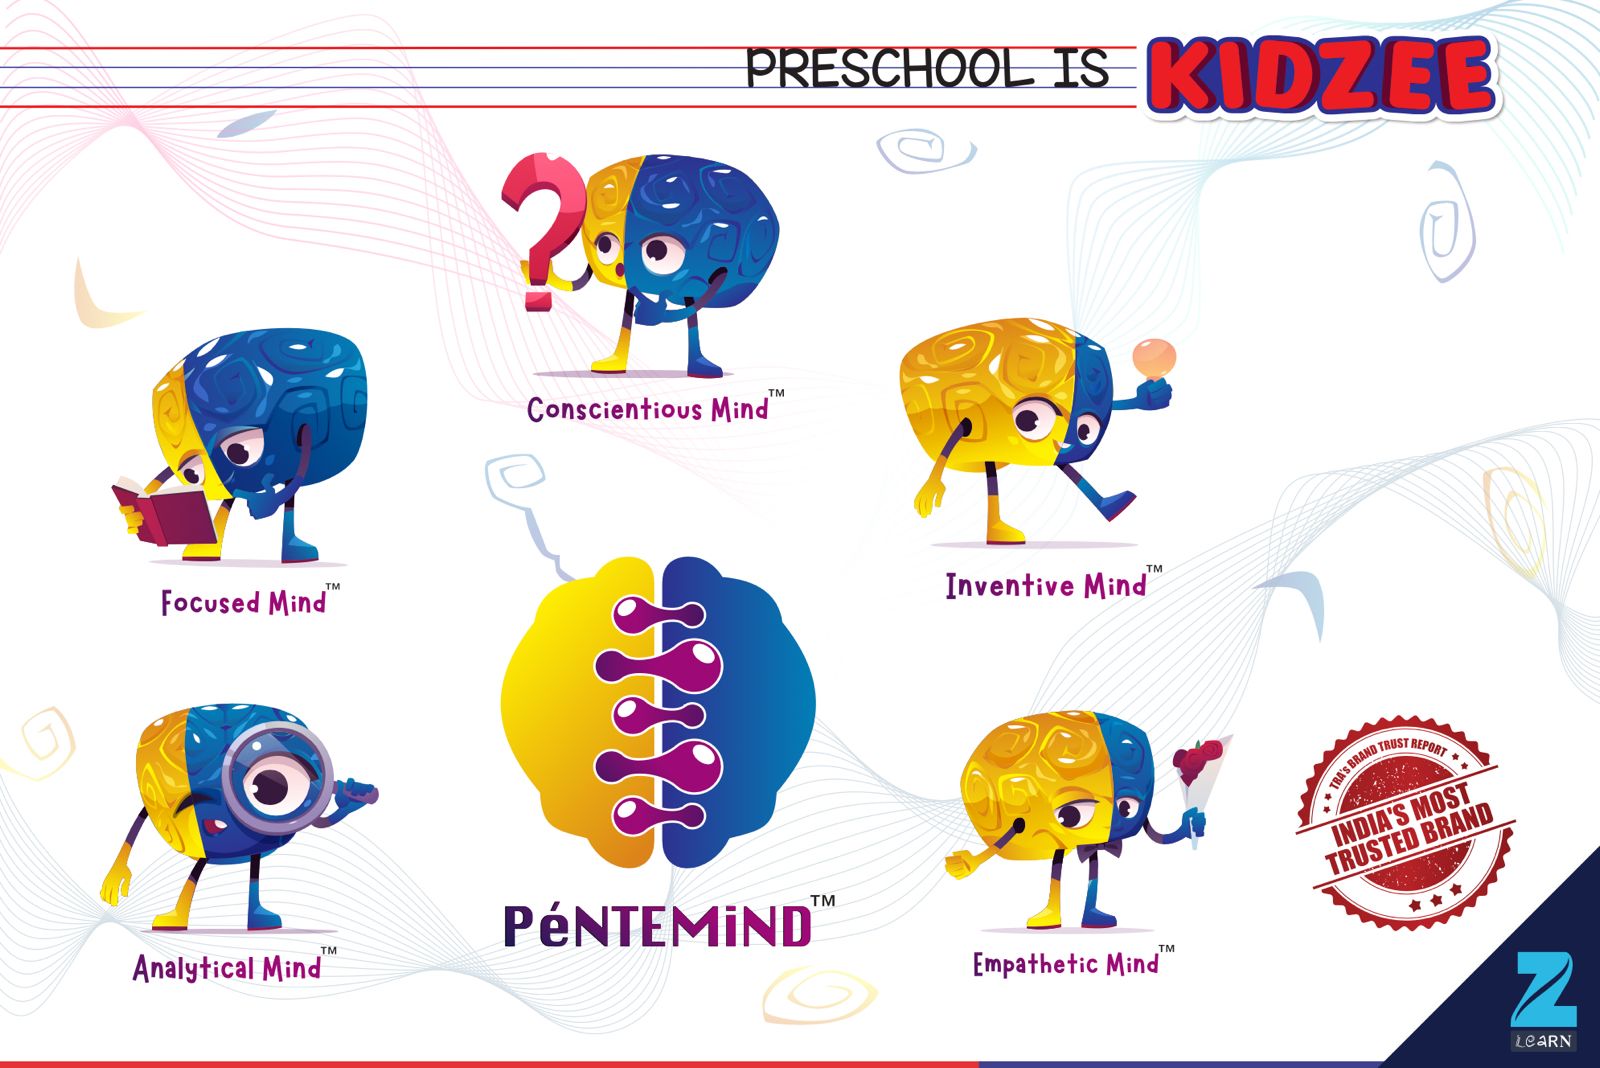 PRESCHOOL IS KIDZEE
Conscientious Mind™
Focused Mind™
Inventive Mind™
Analytical Mind™
PéNTEMiND™
Empathetic Mind™
TRA'S BRAND TRUST REPORT
INDIA'S MOST
TRUSTED BRAND
Z
LeARN